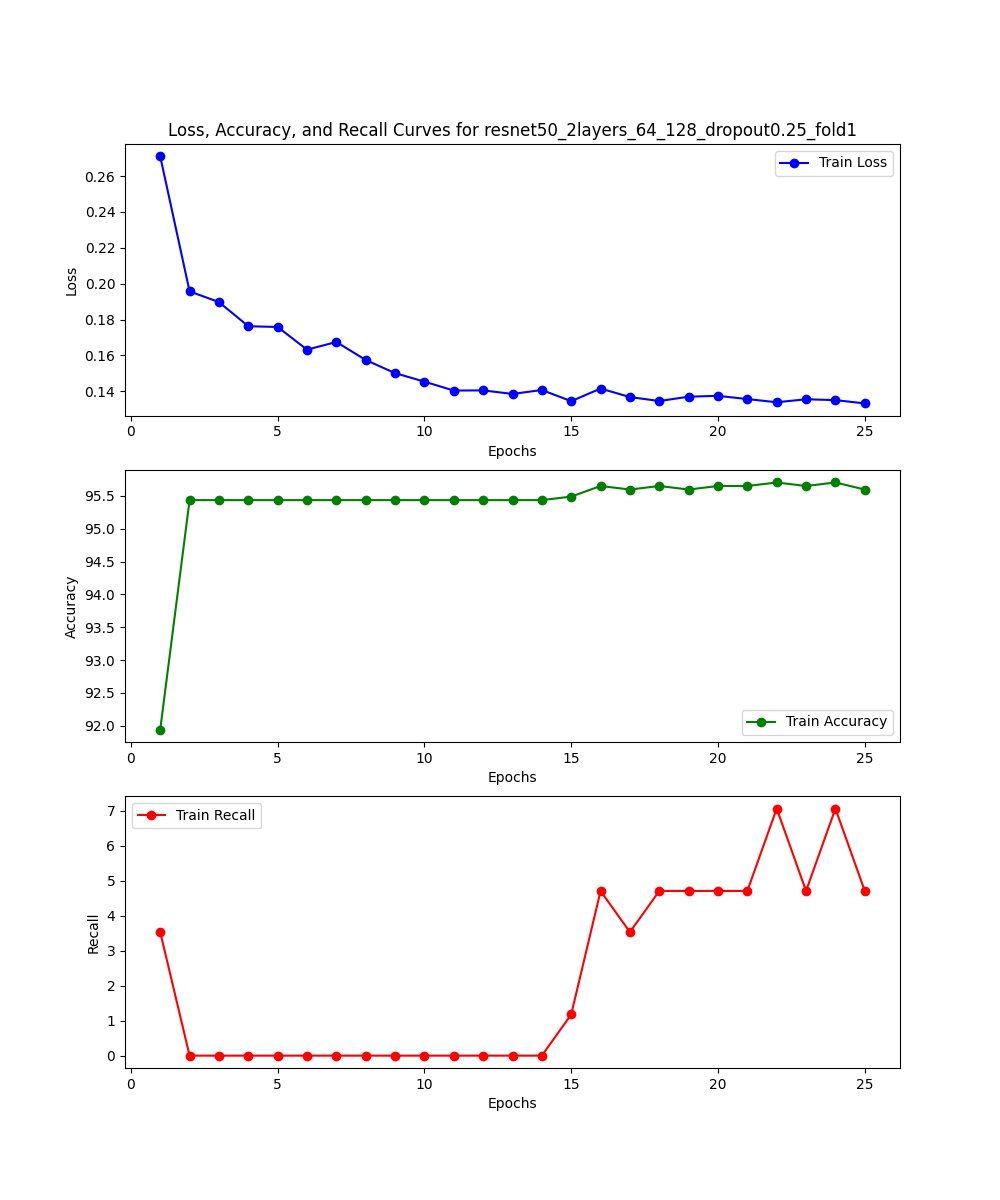 Loss, Accuracy, and Recall Curves for resnet50_2layers_64_128_dropout0.25_fold1
Train Loss
0.26
0.24
0.22
0.20
0.18
0.16
0.14
Loss
0 5 10 15 20 25
Epochs
95.5
95.0
94.5
94.0
93.5
93.0
92.5
92.0
Accuracy
Train Accuracy
0 5 10 15 20 25
Epochs
Train Recall
7
6
5
4
3
2
1
0
Recall
0 5 10 15 20 25
Epochs